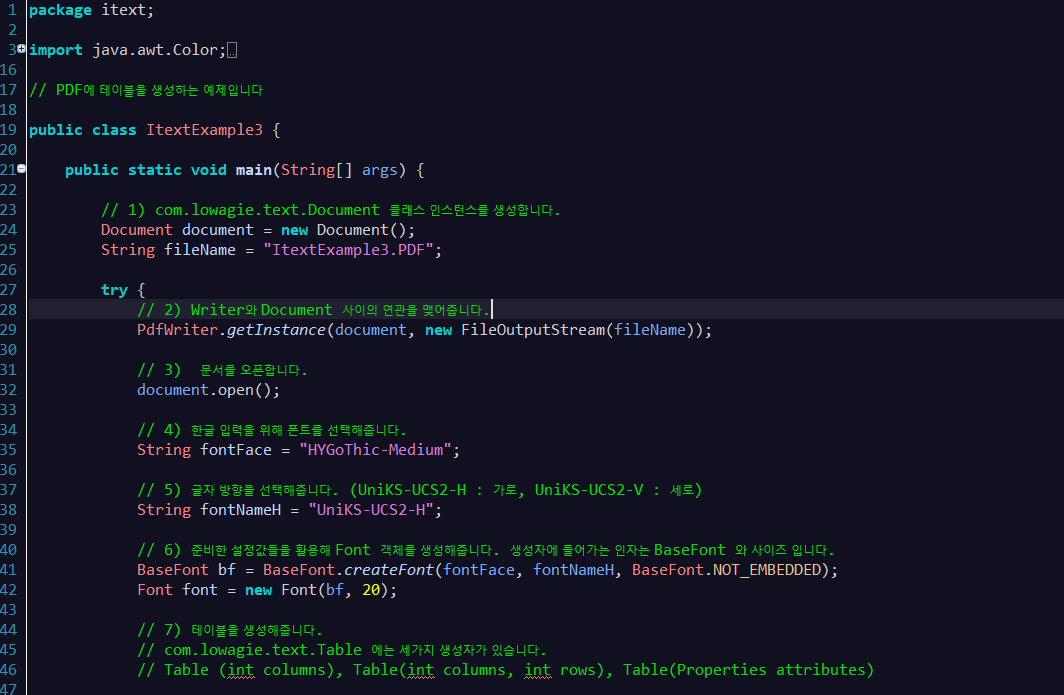 1 package itext;
2
3 import java.awt.Color;
16
17 // PDF에 테이블을 생성하는 예제입니다
18
19 public class ItextExample3 {
20
21 public static void main(String[] args) {
22
23 // 1) com.lowagie.text.Document 클래스 인스턴스를 생성합니다.
24 Document document = new Document();
25 String fileName = "ItextExample3.PDF";
26
27 try {
28 // 2) Writer와 Document 사이의 연관을 맺어줍니다.
29 PdfWriter.getInstance(document, new FileOutputStream(fileName));
30
31 // 3)  문서를 오픈합니다.
32 document.open();
33
34 // 4) 한글 입력을 위해 폰트를 선택해줍니다.
35 String fontFace = "HYGoThic-Medium";
36
37 // 5) 글자 방향을 선택해줍니다. (UniKS-UCS2-H : 가로, UniKS-UCS2-V : 세로)
38 String fontNameH = "UniKS-UCS2-H";
39
40 // 6) 준비한 설정값들을 활용해 Font 객체를 생성해줍니다. 생성자에 들어가는 인자는 BaseFont 와 사이즈 입니다.
41 BaseFont bf = BaseFont.createFont(fontFace, fontNameH, BaseFont.NOT_EMBEDDED);
42 Font font = new Font(bf, 20);
43
44 // 7) 테이블을 생성해줍니다.
45 // com.lowagie.text.Table 에는 세가지 생성자가 있습니다.
46 // Table (int columns), Table(int columns, int rows), Table(Properties attributes)
47